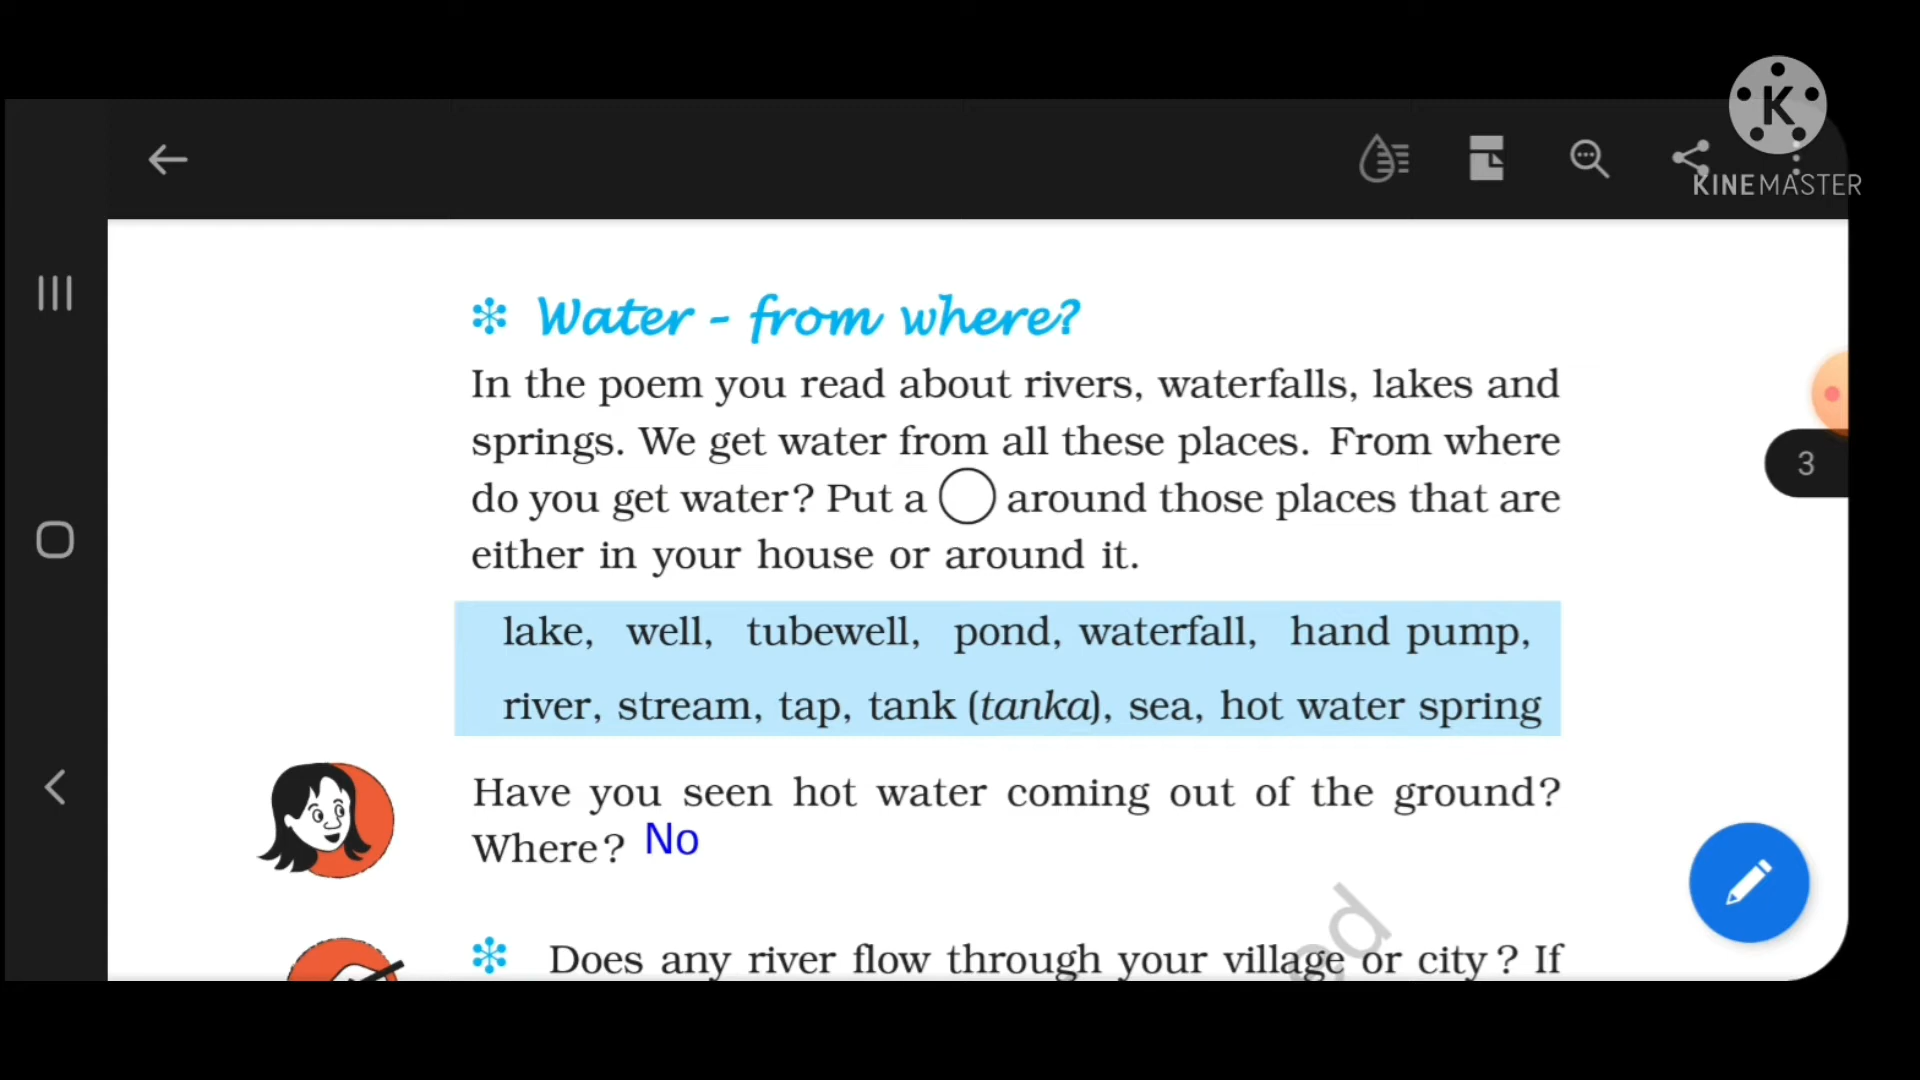 K
KINEMASTER
Water - from where?
In the poem you read about rivers, waterfalls, lakes and
springs. We get water from all these places. From where
3
do you get water? Put a around those places that are
either in your house or around it.
lake, well, tubewell, pond, waterfall, hand pump,
river, stream, tap, tank (tanka), sea, hot water spring
Have you seen hot water coming out of the ground?
Where? No
Does any river flow through your village or city? If